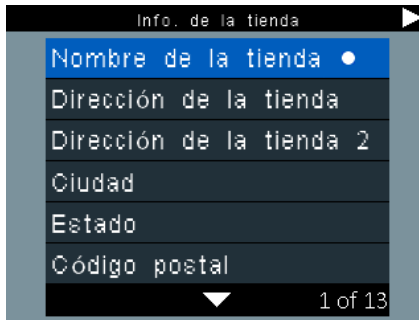 Info. de la tienda
Nombre de la tienda
Dirección de la tienda
Dirección de la tienda 2
Ciudad
Estado
Código postal
1 of 13